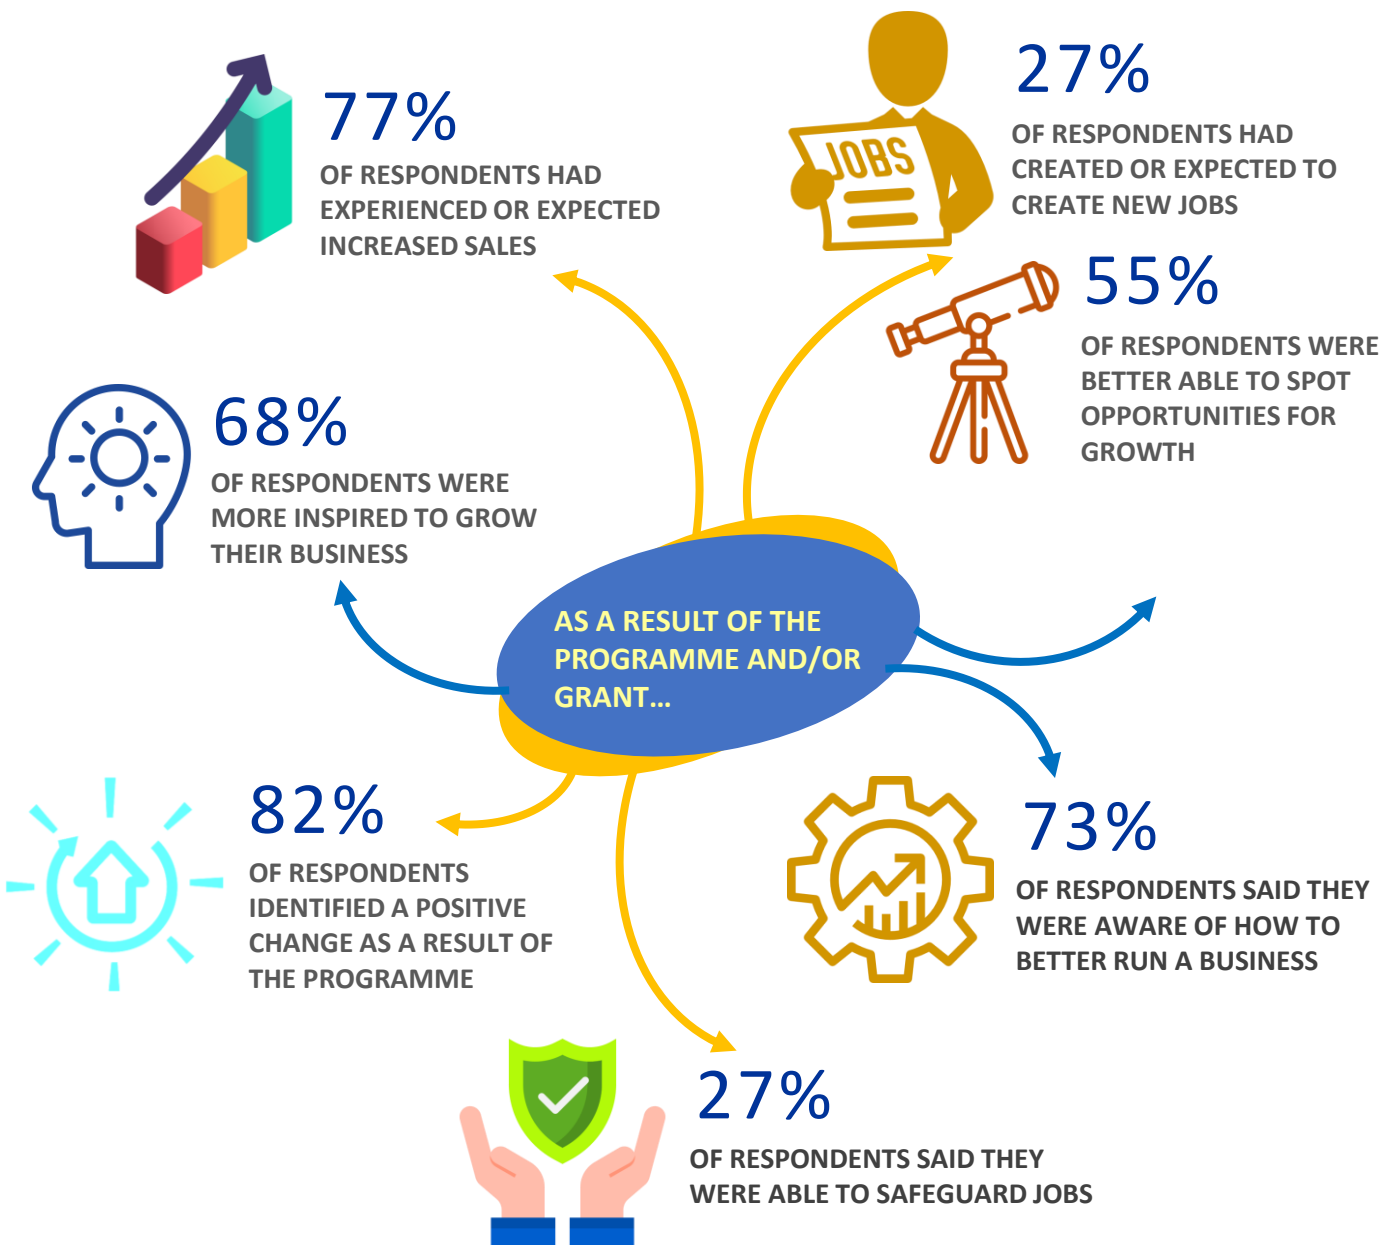 77%
OF RESPONDENTS HAD
EXPERIENCED OR EXPECTED
INCREASED SALES
27%
OF RESPONDENTS HAD
CREATED OR EXPECTED TO
CREATE NEW JOBS
JOBS
55%
OF RESPONDENTS WERE
BETTER ABLE TO SPOT
OPPORTUNITIES FOR
GROWTH
68%
OF RESPONDENTS WERE
MORE INSPIRED TO GROW
THEIR BUSINESS
AS A RESULT OF THE
PROGRAMME AND/OR
GRANT…
82%
OF RESPONDENTS
IDENTIFIED A POSITIVE
CHANGE AS A RESULT OF
THE PROGRAMME
73%
OF RESPONDENTS SAID THEY
WERE AWARE OF HOW TO
BETTER RUN A BUSINESS
27%
OF RESPONDENTS SAID THEY
WERE ABLE TO SAFEGUARD JOBS